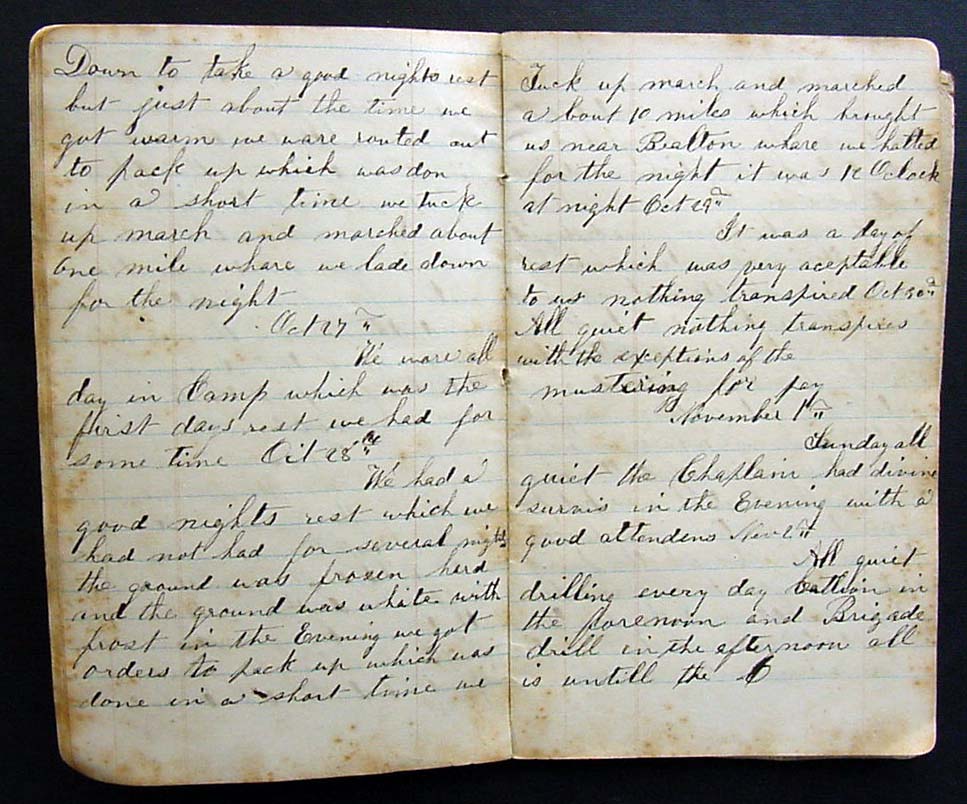 Down to take a good nights rest
but just about the time we
got warm we ware routed out
to pack up which was don
in a short time we tuck
up march and marched about
one mile whare we lade down
for the night
Oct 27th
We ware all
day in Camp which was the
first days rest we had for
some time Oct 28th
We had a
good nights rest which we
had not had for several nights
the ground was frozen hard
and the ground was white with
frost in the Evening we got
orders to pack up which was
done in a short time we
Tuck up march and marched
a bout 10 miles which brought
us near Bealton whare we halted
for the night it was 12 Oclock
at night Oct 29th
It was a day of
rest which was very aceptable
to us nothing transpired Oct 30th
All quiet nothing transpires
with the exceptions of the
mustering for pay
November 1th
Sunday all
quiet the Chaplain had divine
survis in the Evening with a
good attendens Nov 2th
All quiet
drilling every day Batlion in
the forenoon and Brigade
drill in the afternoon all
is untill the 6